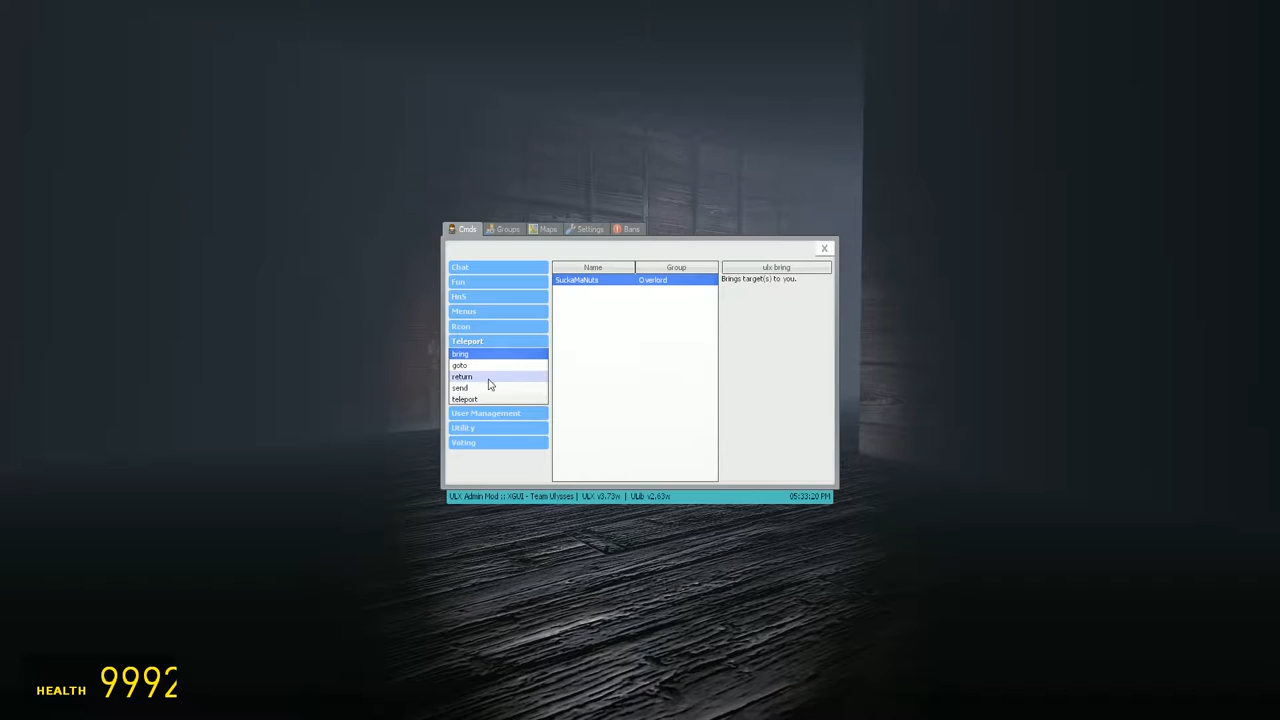 Cmds Groups Maps Settings Bans
X
Chat
Fun
HnS
Menus
Rcon
Teleport
bring
goto
return
send
teleport
User Management
Utility
Voting
Name Group
SuckaMaNuts Overlord
ulx bring
Brings target(s) to you.
ULX Admin Mod :: XGUI - Team Ulysses | ULX v3.73w | ULib v2.63w 05:33:20 PM
HEALTH 9992